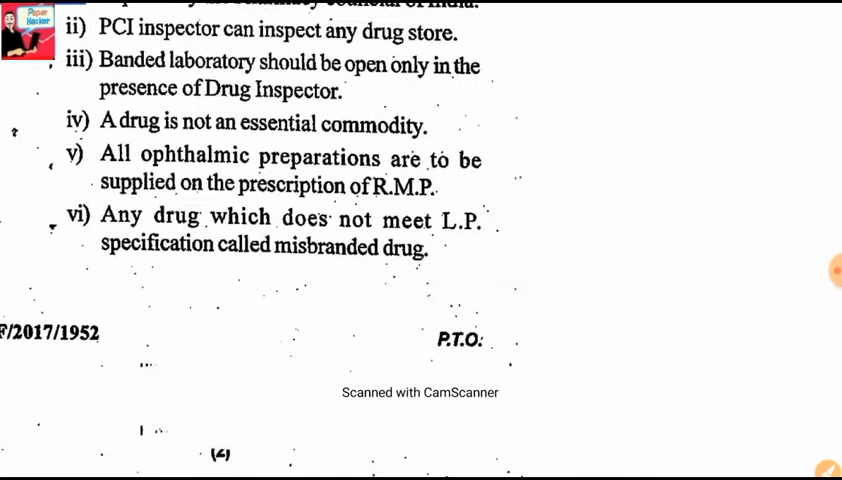 Paper
Hacker
ii) PCI inspector can inspect any drug store.
iii) Banded laboratory should be open only in the
presence of Drug Inspector.
iv) A drug is not an essential commodity.
v) All ophthalmic preparations are to be
supplied on the prescription of R.M.P.
vi) Any drug which does not meet L.P.
specification called misbranded drug.
F/2017/1952
P.T.O.
Scanned with CamScanner
(4)